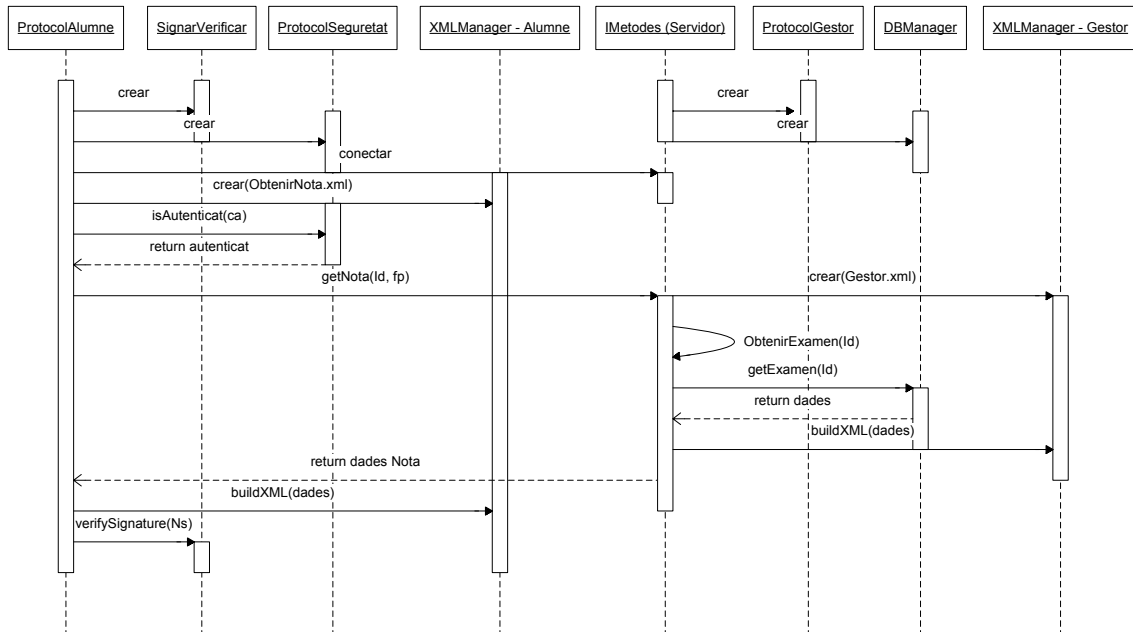 ProtocolAlumne
SignarVerificar
ProtocolSeguretat
XMLManager - Alumne
IMetodes (Servidor)
ProtocolGestor
DBManager
XMLManager - Gestor
crear
crear
crear
crear
conectar
crear(ObtenirNota.xml)
isAutenticat(ca)
return autenticat
getNota(Id, fp)
crear(Gestor.xml)
ObtenirExamen(Id)
getExamen(Id)
return dades
buildXML(dades)
return dades Nota
buildXML(dades)
verifySignature(Ns)